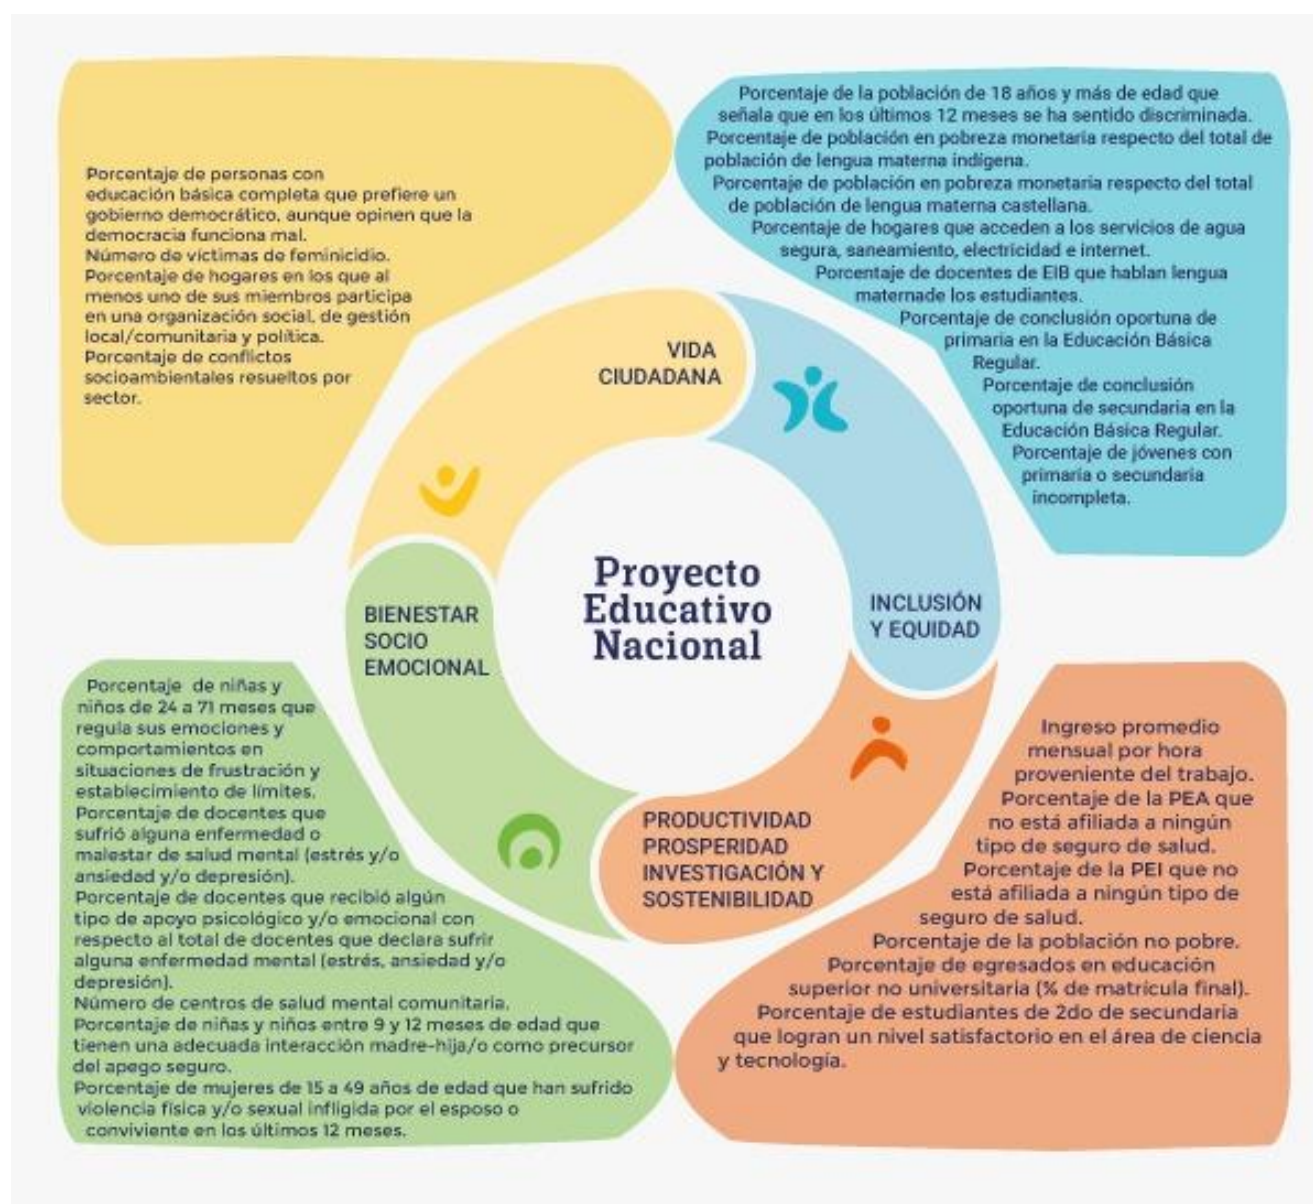 Porcentaje de personas con
educación básica completa que prefiere un
gobierno democrático, aunque opinen que la
democracia funciona mal.
Número de víctimas de feminicidio.
Porcentaje de hogares en los que al
menos uno de sus miembros participa
en una organización social, de gestión
local/comunitaria y política.
Porcentaje de conflictos
socioambientales resueltos por
sector.
Porcentaje de la población de 18 años y más de edad que
señala que en los últimos 12 meses se ha sentido discriminada.
Porcentaje de población en pobreza monetaria respecto del total de
población de lengua materna indígena.
Porcentaje de población en pobreza monetaria respecto del total
de población de lengua materna castellana.
Porcentaje de hogares que acceden a los servicios de agua
segura, saneamiento, electricidad e internet.
Porcentaje de docentes de EIB que hablan lengua
maternade los estudiantes.
Porcentaje de conclusión oportuna de
primaria en la Educación Básica
Regular.
Porcentaje de conclusión
oportuna de secundaria en la
Educación Básica Regular.
Porcentaje de jóvenes con
primaria o secundaria
incompleta.
VIDA
CIUDADANA
INCLUSIÓN
Y EQUIDAD
Proyecto
Educativo
Nacional
BIENESTAR
SOCIO
EMOCIONAL
PRODUCTIVIDAD
PROSPERIDAD
INVESTIGACIÓN Y
SOSTENIBILIDAD
Porcentaje de niñas y
niños de 24 a 71 meses que
regula sus emociones y
comportamientos en
situaciones de frustración y
establecimiento de límites.
Porcentaje de docentes que
sufrió alguna enfermedad o
malestar de salud mental (estrés y/o
ansiedad y/o depresión).
Porcentaje de docentes que recibió algún
tipo de apoyo psicológico y/o emocional con
respecto al total de docentes que declara sufrir
alguna enfermedad mental (estrés, ansiedad y/o
depresión).
Número de centros de salud mental comunitaria.
Porcentaje de niñas y niños entre 9 y 12 meses de edad que
tienen una adecuada interacción madre-hija/o como precursor
del apego seguro.
Porcentaje de mujeres de 15 a 49 años de edad que han sufrido
violencia física y/o sexual infligida por el esposo o
conviviente en los últimos 12 meses.
Ingreso promedio
mensual por hora
proveniente del trabajo.
Porcentaje de la PEA que
no está afiliada a ningún
tipo de seguro de salud.
Porcentaje de la PEI que no
está afiliada a ningún tipo de
seguro de salud.
Porcentaje de la población no pobre.
Porcentaje de egresados en educación
superior no universitaria (% de matrícula final).
Porcentaje de estudiantes de 2do de secundaria
que logran un nivel satisfactorio en el área de ciencia
y tecnología.